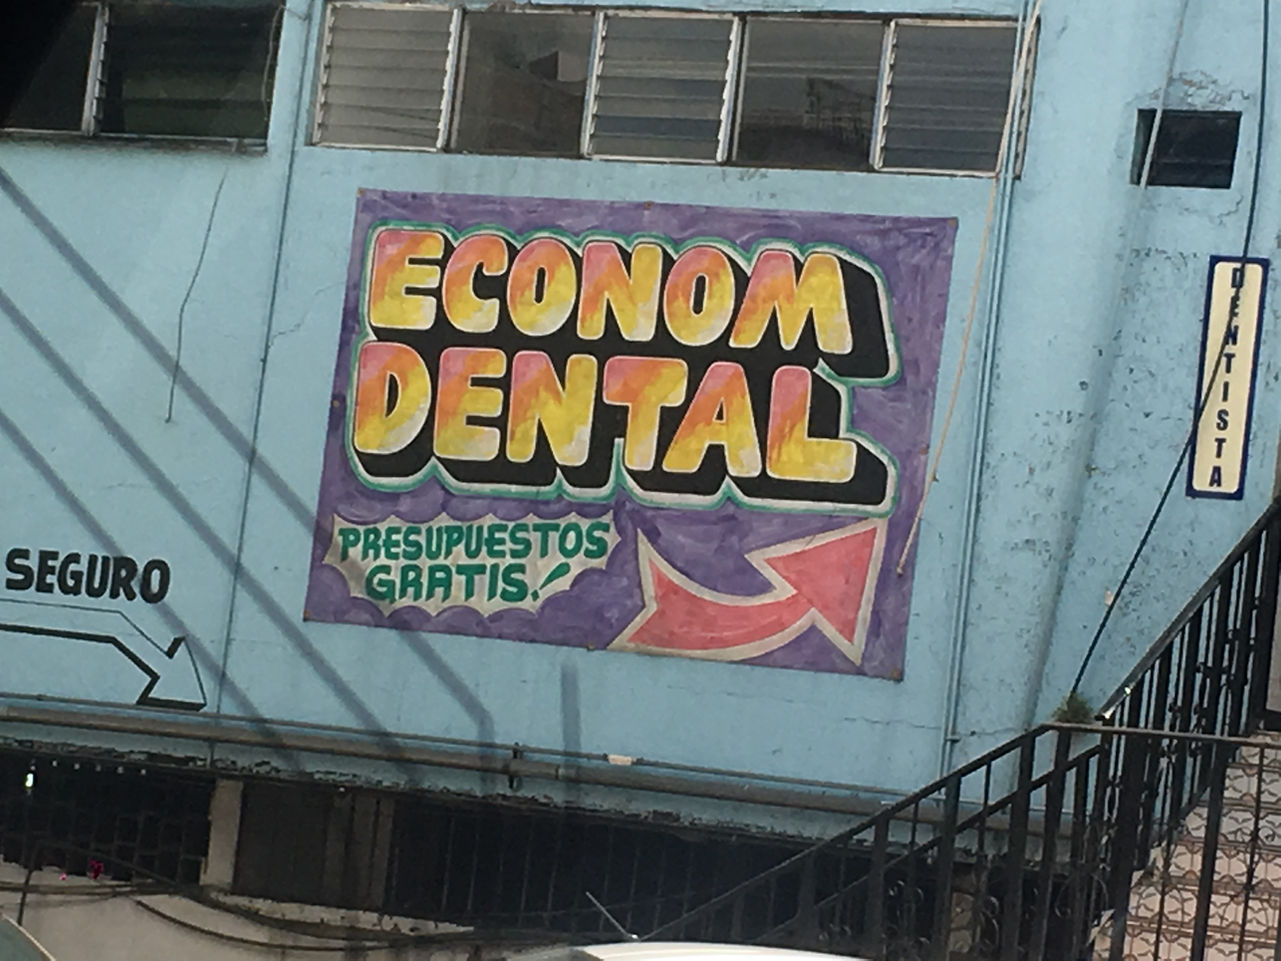 ECONOM
DENTAL
PRESUPUESTOS
GRATIS!
SEGURO
DENTISTA